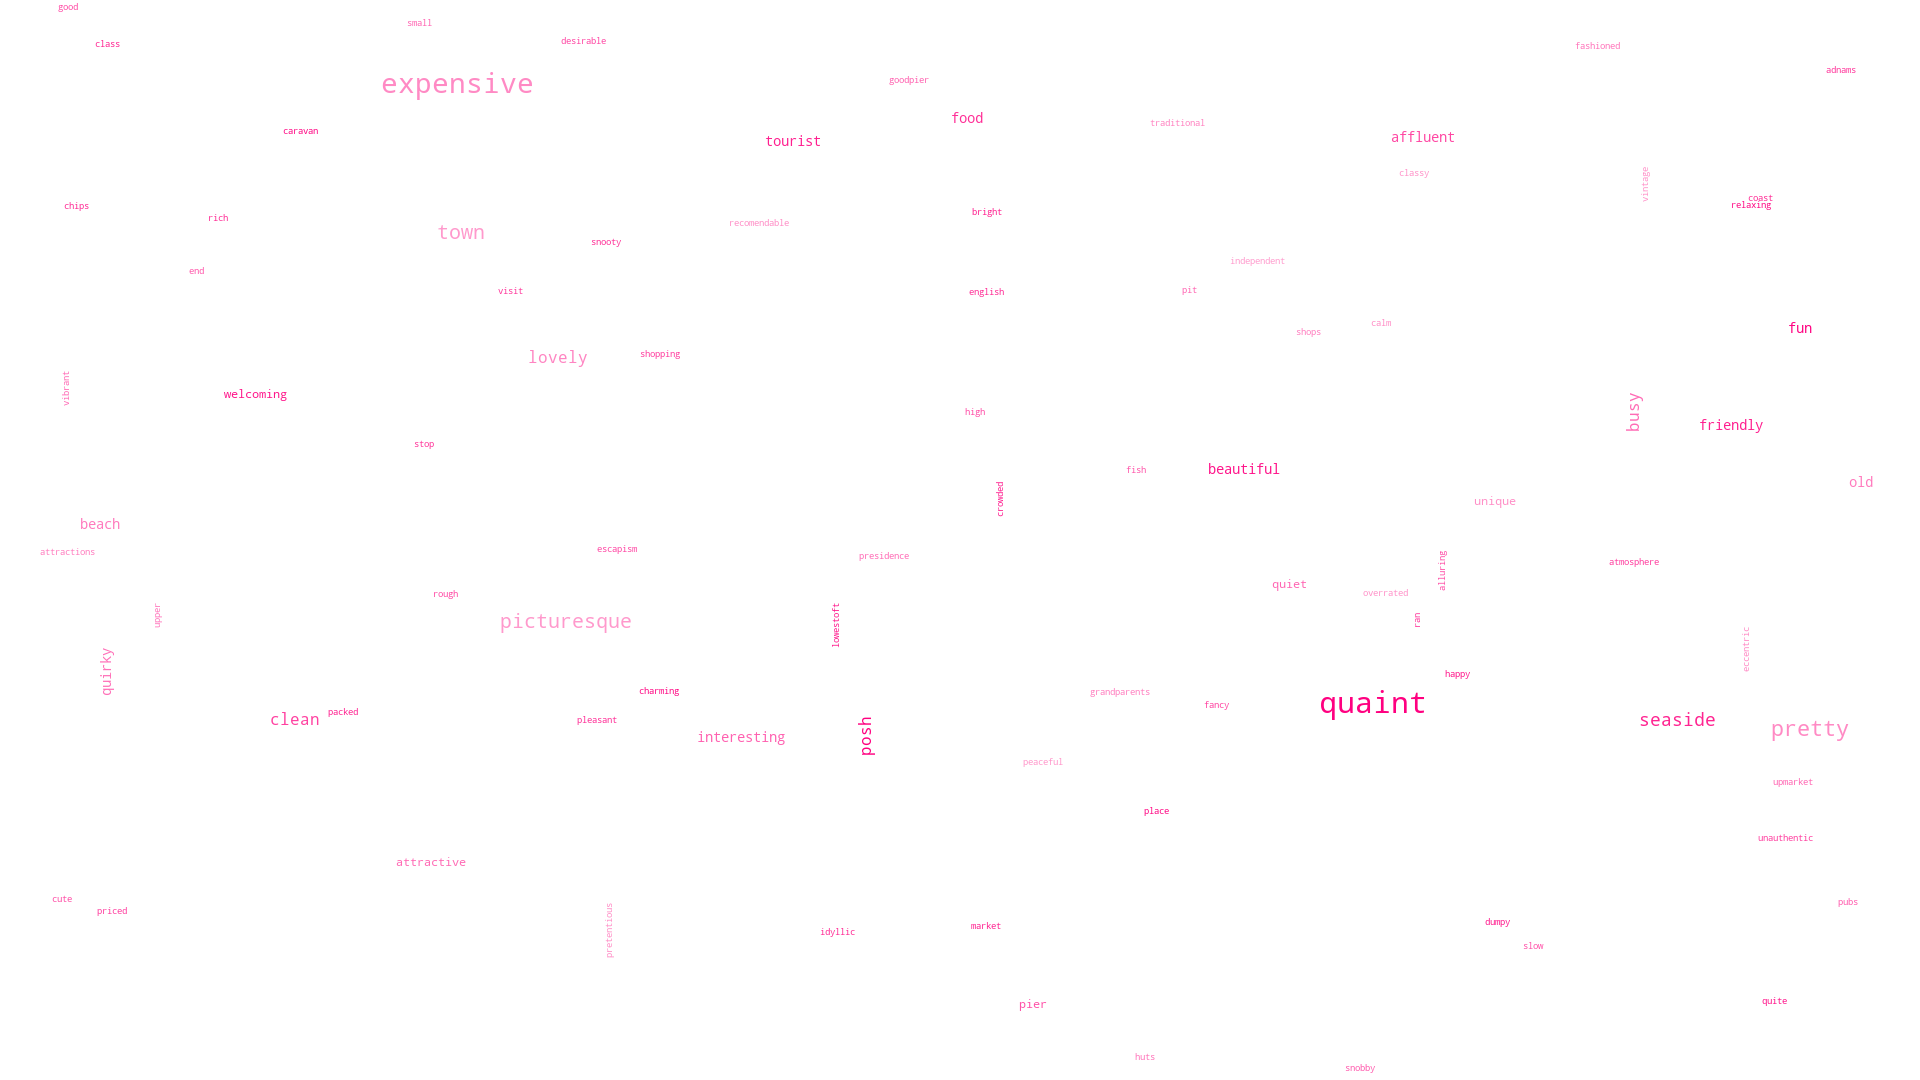 good
small
class
desirable
fashioned
adnams
expensive
goodpier
food
traditional
caravan
tourist
affluent
classy
vintage
coast
relaxing
chips
rich
bright
recomendable
town
snooty
independent
end
visit
english
pit
calm
shops
fun
lovely
shopping
vibrant
welcoming
high
busy
friendly
stop
fish
beautiful
old
crowded
unique
beach
attractions
escapism
presidence
atmosphere
alluring
quiet
overrated
rough
upper
picturesque
lowestoft
ran
eccentric
quirky
happy
charming
grandparents
fancy
quaint
packed
clean
pleasant
seaside
pretty
interesting
posh
peaceful
upmarket
place
unauthentic
attractive
cute
pubs
priced
pretentious
idyllic
market
dumpy
slow
pier
quite
huts
snobby